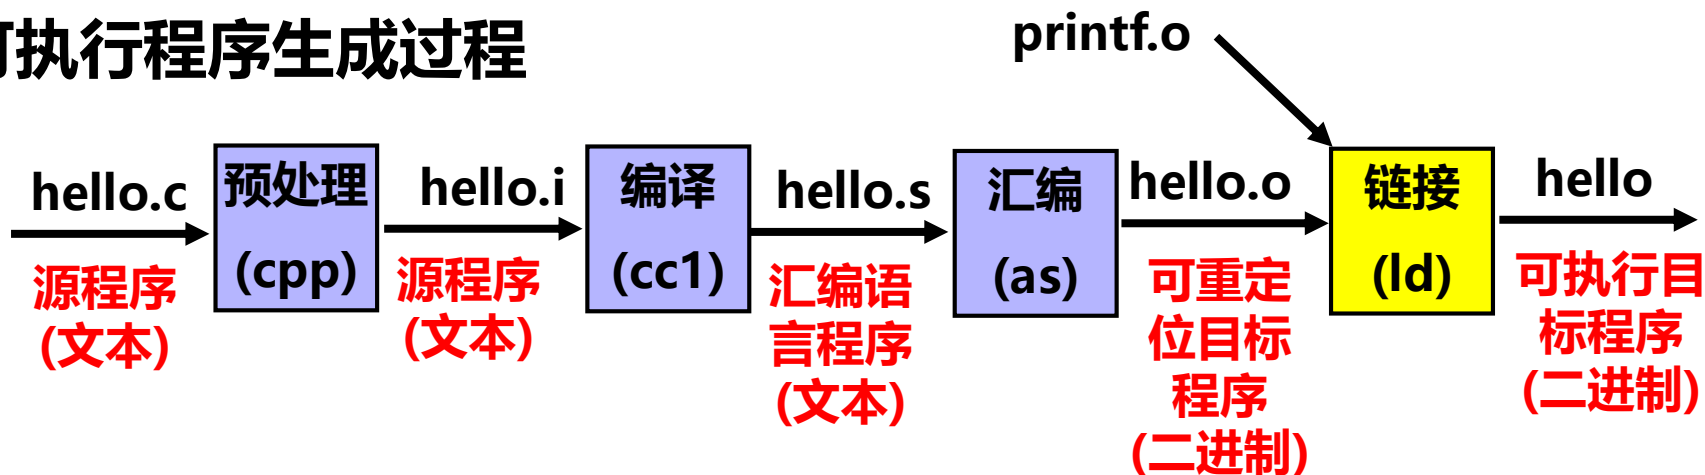 可执行程序生成过程
printf.o
hello.c
预处理
(cpp)
hello.i
编译
(cc1)
hello.s
汇编
(as)
hello.o
链接
(ld)
hello
源程序
(文本)
源程序
(文本)
汇编语
言程序
(文本)
可重定
位目标
程序
(二进制)
可执行目
标程序
(二进制)